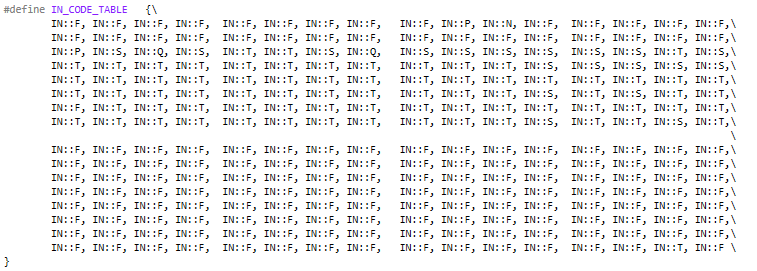 #define IN_CODE_TABLE {\
IN::F, IN::F, IN::F, IN::F, IN::F, IN::F, IN::F, IN::F, IN::F, IN::P, IN::N, IN::F, IN::F, IN::F, IN::F, IN::F,\
IN::F, IN::F, IN::F, IN::F, IN::F, IN::F, IN::F, IN::F, IN::F, IN::F, IN::F, IN::F, IN::F, IN::F, IN::F, IN::F,\
IN::P, IN::S, IN::Q, IN::S, IN::T, IN::T, IN::S, IN::Q, IN::S, IN::S, IN::S, IN::S, IN::S, IN::S, IN::T, IN::S,\
IN::T, IN::T, IN::T, IN::T, IN::T, IN::T, IN::T, IN::T, IN::T, IN::T, IN::S, IN::S, IN::S, IN::S, IN::S, IN::S,\
IN::T, IN::T, IN::T, IN::T, IN::T, IN::T, IN::T, IN::T, IN::T, IN::T, IN::T, IN::T, IN::T, IN::T, IN::T, IN::T,\
IN::T, IN::T, IN::T, IN::T, IN::T, IN::T, IN::T, IN::T, IN::T, IN::T, IN::T, IN::S, IN::T, IN::S, IN::T, IN::T,\
IN::F, IN::T, IN::T, IN::T, IN::T, IN::T, IN::T, IN::T, IN::T, IN::T, IN::T, IN::T, IN::T, IN::T, IN::T, IN::T,\
IN::T, IN::T, IN::T, IN::T, IN::T, IN::T, IN::T, IN::T, IN::T, IN::T, IN::T, IN::S, IN::T, IN::T, IN::S, IN::T,\
\
IN::F, IN::F, IN::F, IN::F, IN::F, IN::F, IN::F, IN::F, IN::F, IN::F, IN::F, IN::F, IN::F, IN::F, IN::F, IN::F,\
IN::F, IN::F, IN::F, IN::F, IN::F, IN::F, IN::F, IN::F, IN::F, IN::F, IN::F, IN::F, IN::F, IN::F, IN::F, IN::F,\
IN::F, IN::F, IN::F, IN::F, IN::F, IN::F, IN::F, IN::F, IN::F, IN::F, IN::F, IN::F, IN::F, IN::F, IN::F, IN::F,\
IN::F, IN::F, IN::F, IN::F, IN::F, IN::F, IN::F, IN::F, IN::F, IN::F, IN::F, IN::F, IN::F, IN::F, IN::F, IN::F,\
IN::F, IN::F, IN::F, IN::F, IN::F, IN::F, IN::F, IN::F, IN::F, IN::F, IN::F, IN::F, IN::F, IN::F, IN::F, IN::F,\
IN::F, IN::F, IN::F, IN::F, IN::F, IN::F, IN::F, IN::F, IN::F, IN::F, IN::F, IN::F, IN::F, IN::F, IN::F, IN::F,\
IN::F, IN::F, IN::F, IN::F, IN::F, IN::F, IN::F, IN::F, IN::F, IN::F, IN::F, IN::F, IN::F, IN::F, IN::F, IN::F,\
IN::F, IN::F, IN::F, IN::F, IN::F, IN::F, IN::F, IN::F, IN::F, IN::F, IN::F, IN::F, IN::F, IN::F, IN::T, IN::F \
}